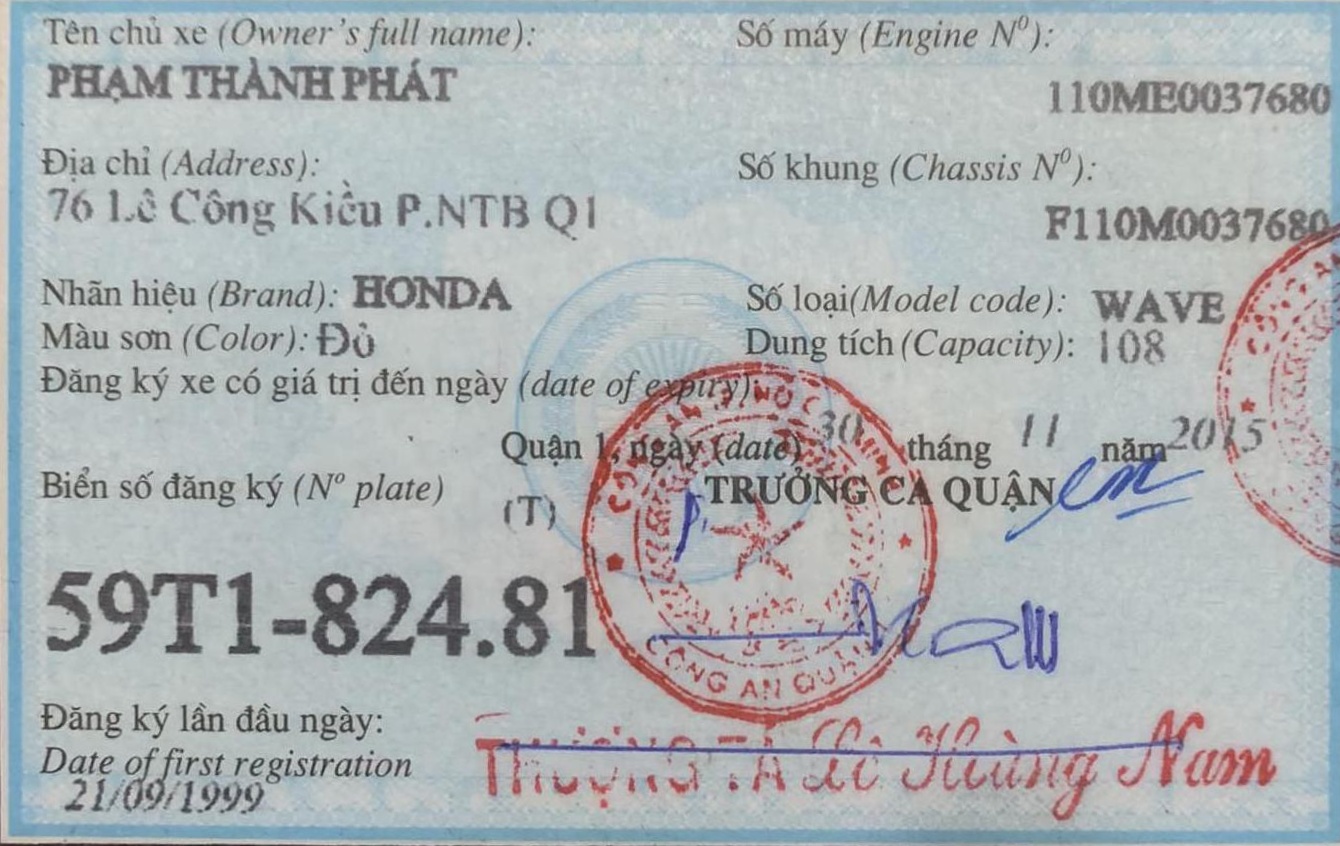 Tên chủ xe (Owner's full name):
PHẠM THÀNH PHÁT
Số máy (Engine Nº):
110ME0037680
Địa chỉ (Address):
76 Lê Công Kiều P.NTB Q1
Số khung (Chassis Nº):
F110M0037680
Nhãn hiệu (Brand): HONDA
Số loại(Model code): WAVE
Màu sơn (Color): Đỏ
Dung tích (Capacity): 108
Đăng ký xe có giá trị đến ngày (date of expiry):
Quận 1, ngày (date) 30 tháng 11 năm 2015
Biển số đăng ký (Nº plate)
(T)
TRƯỞNG CA QUẬN
59T1-824.81
CÔNG AN QUẬN
Đăng ký lần đầu ngày:
Date of first registration
21/09/1999
THƯỢNG TÁ Lê Hoàng Nam